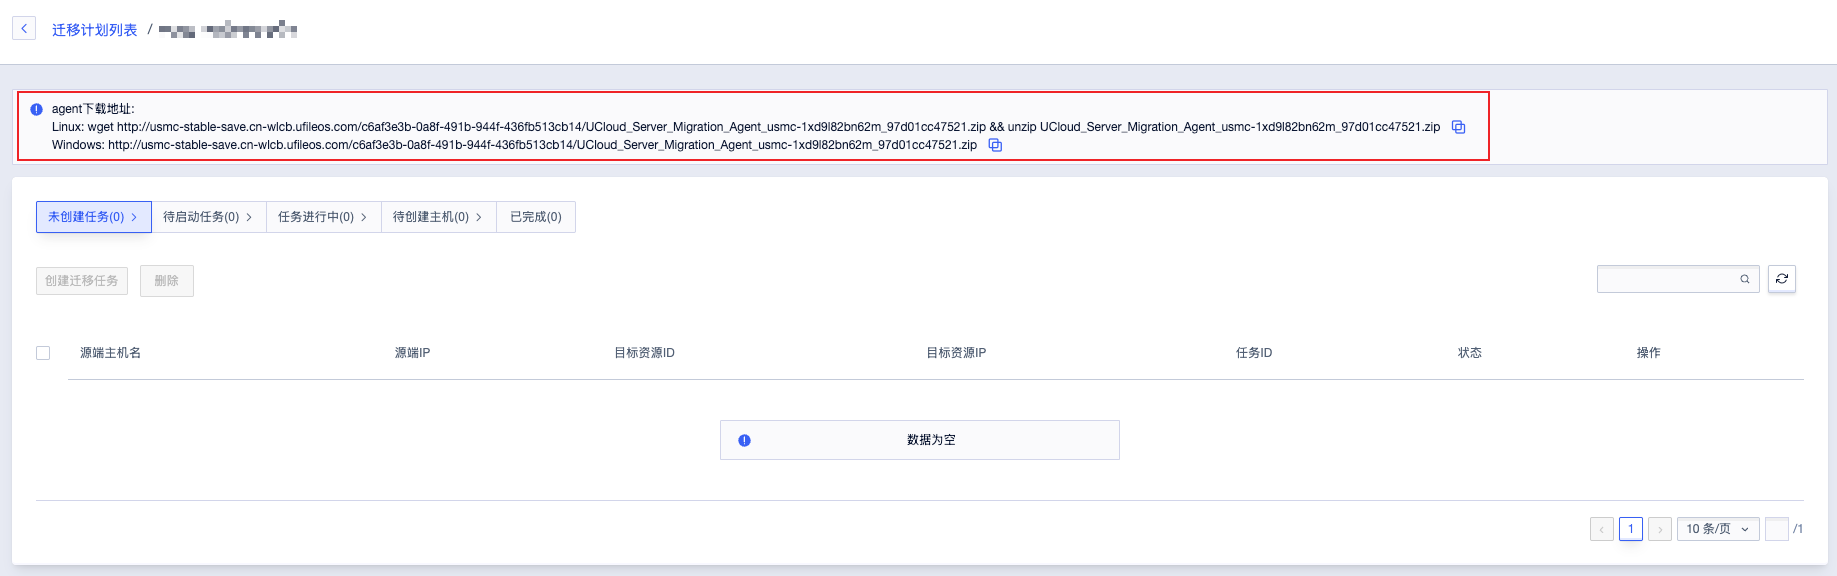 迁移计划列表 /
agent下载地址:
Linux: wget http://usmc-stable-save.cn-wlcb.ufileos.com/c6af3e3b-0a8f-491b-944f-436fb513cb14/UCloud_Server_Migration_Agent_usmc-1xd9l82bn62m_97d01cc47521.zip && unzip UCloud_Server_Migration_Agent_usmc-1xd9l82bn62m_97d01cc47521.zip
Windows: http://usmc-stable-save.cn-wlcb.ufileos.com/c6af3e3b-0a8f-491b-944f-436fb513cb14/UCloud_Server_Migration_Agent_usmc-1xd9l82bn62m_97d01cc47521.zip
未创建任务(0) 待启动任务(0) 任务进行中(0) 待创建主机(0) 已完成(0)
创建迁移任务 删除
源端主机名 源端IP 目标资源ID 目标资源IP 任务ID 状态 操作
数据为空
1 10 条/页 /1